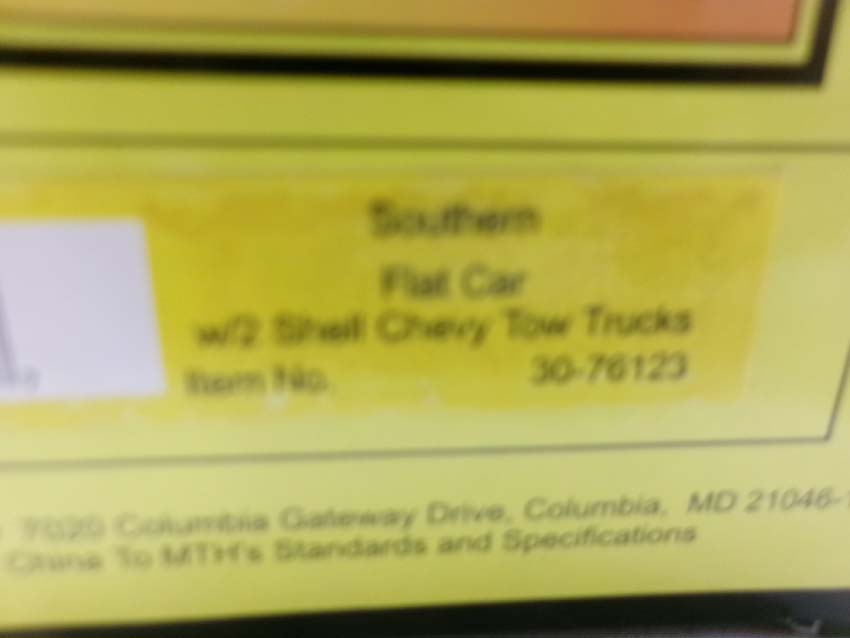 Southern
Flat Car
w/2 Shell Chevy Tow Trucks
Item No. 30-76123
7020 Columbia Gateway Drive, Columbia, MD 21046-
China To MTH's Standards and Specifications